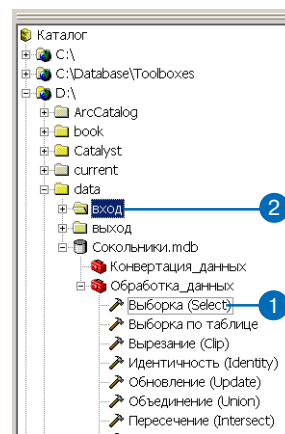 Каталог
C:\
C:\Database\Toolboxes
D:\
ArcCatalog
book
Catalyst
current
data
вход
2
выход
Сокольники.mdb
Конвертация_данных
Обработка_данных
Выборка (Select)
1
Выборка по таблице
Вырезание (Clip)
Идентичность (Identity)
Обновление (Update)
Объединение (Union)
Пересечение (Intersect)